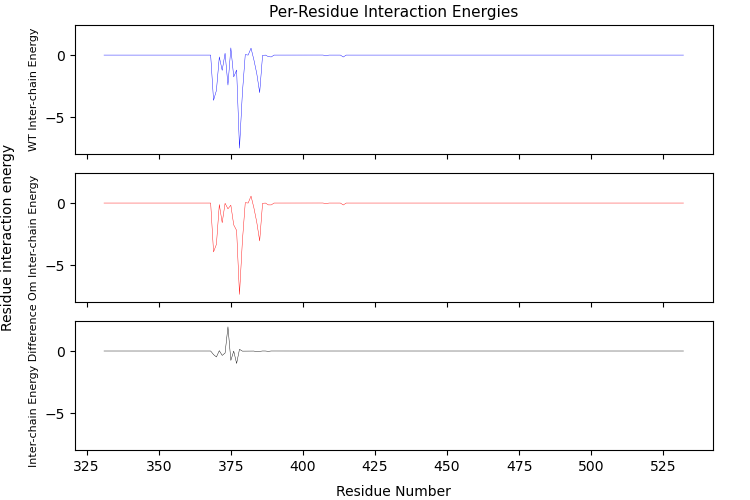 Per-Residue Interaction Energies
WT Inter-chain Energy
0
−5
Residue interaction energy
Om Inter-chain Energy
0
−5
Inter-chain Energy Difference
0
−5
325 350 375 400 425 450 475 500 525
Residue Number